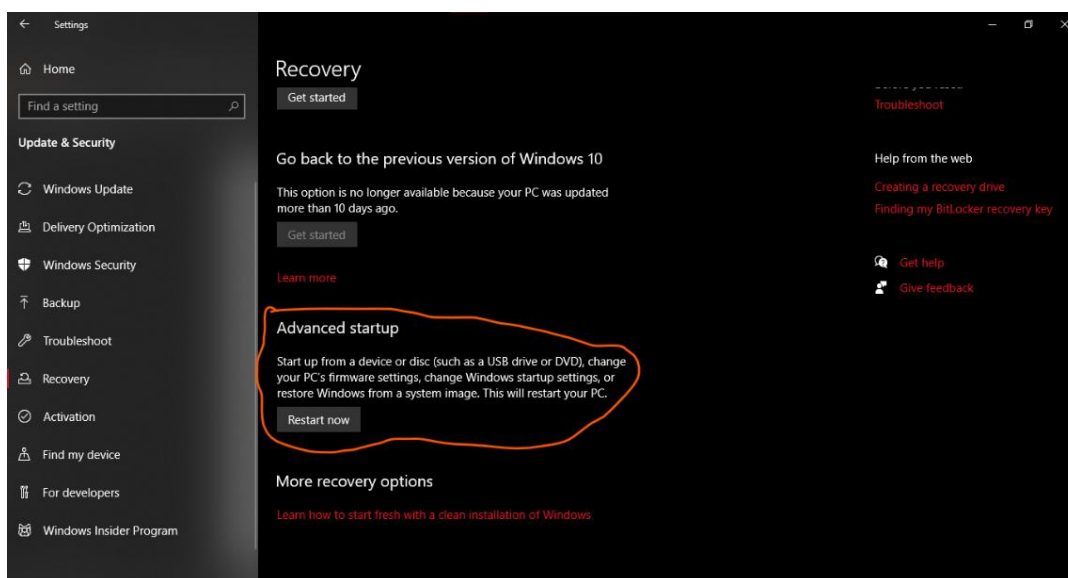 Settings
Home
Find a setting
Update & Security
Windows Update
Delivery Optimization
Windows Security
Backup
Troubleshoot
Recovery
Activation
Find my device
For developers
Windows Insider Program
Recovery
Get started
Go back to the previous version of Windows 10
This option is no longer available because your PC was updated
more than 10 days ago.
Get started
Learn more
Advanced startup
Start up from a device or disc (such as a USB drive or DVD), change
your PC's firmware settings, change Windows startup settings, or
restore Windows from a system image. This will restart your PC.
Restart now
More recovery options
Learn how to start fresh with a clean installation of Windows
Troubleshoot
Help from the web
Creating a recovery drive
Finding my BitLocker recovery key
Get help
Give feedback